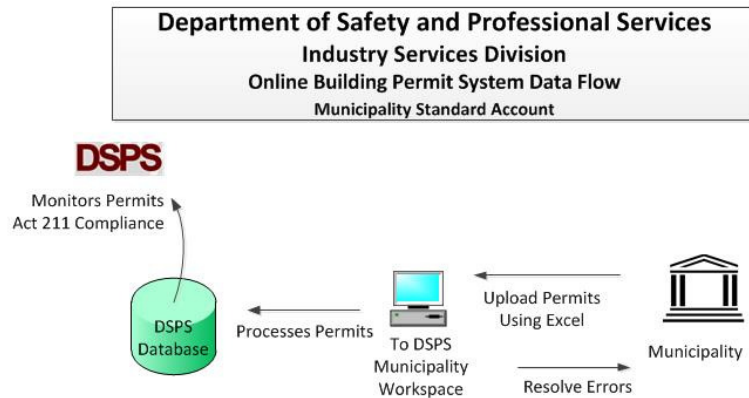 Department of Safety and Professional Services
Industry Services Division
Online Building Permit System Data Flow
Municipality Standard Account
DSPS
Monitors Permits
Act 211 Compliance
DSPS
Database
Processes Permits
To DSPS
Municipality
Workspace
Upload Permits
Using Excel
Resolve Errors
Municipality